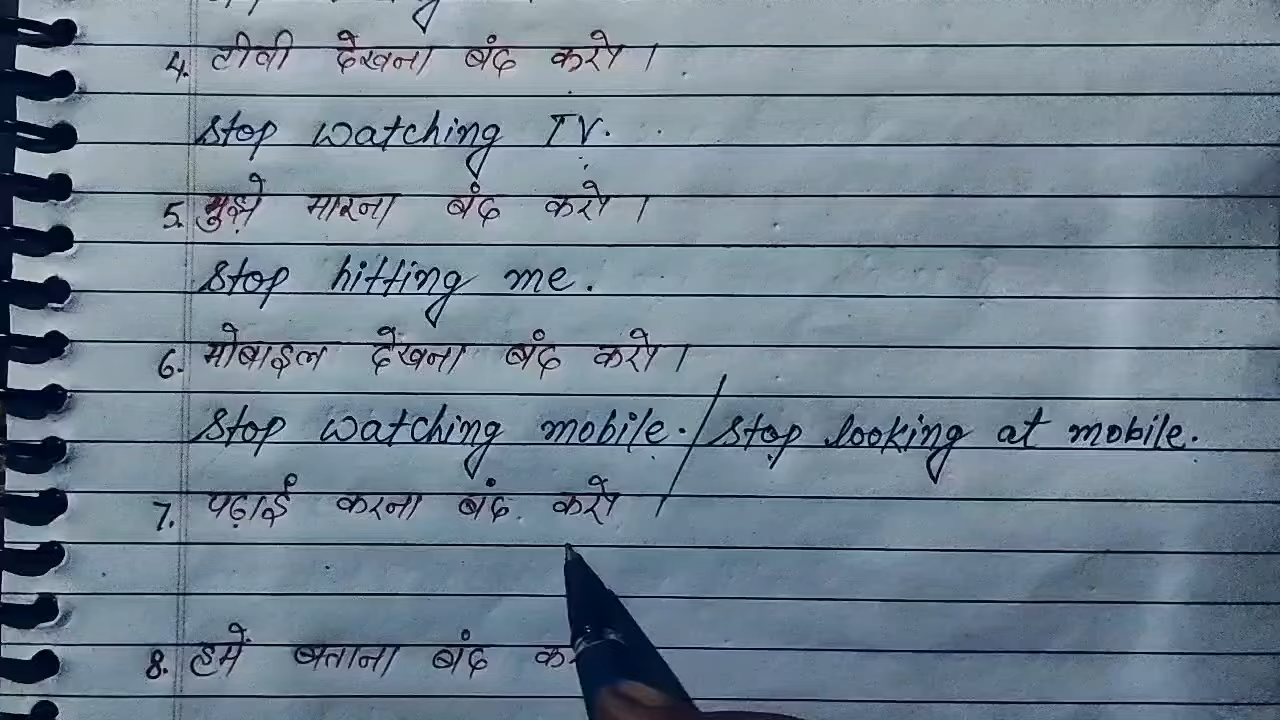 4. टीवी देखना बंद करो।
Stop watching TV.
5. मुझे मारना बंद करो।
Stop hitting me.
6. मोबाइल देखना बंद करो।
Stop watching mobile. / Stop looking at mobile.
7. पढ़ाई करना बंद करो
8. हमें बताना बंद